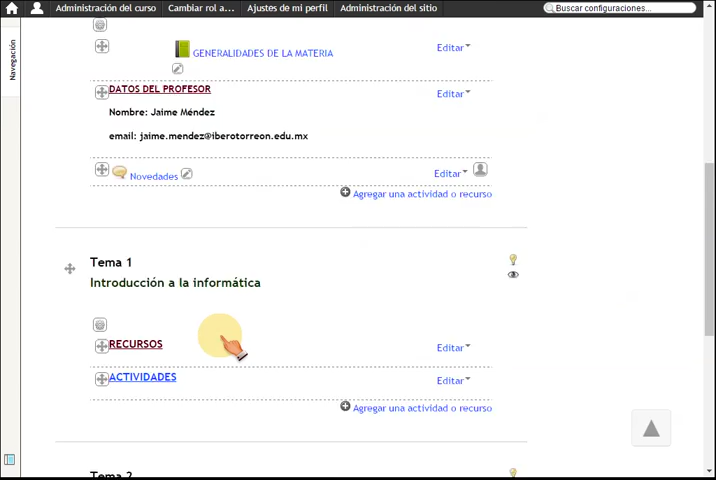 Administración del curso Cambiar rol a... Ajustes de mi perfil Administración del sitio Buscar configuraciones...
Navegación
GENERALIDADES DE LA MATERIA Editar
DATOS DEL PROFESOR Editar
Nombre: Jaime Méndez
email: jaime.mendez@iberotorreon.edu.mx
Novedades Editar
Agregar una actividad o recurso
Tema 1
Introducción a la informática
RECURSOS Editar
ACTIVIDADES Editar
Agregar una actividad o recurso
Tema 2